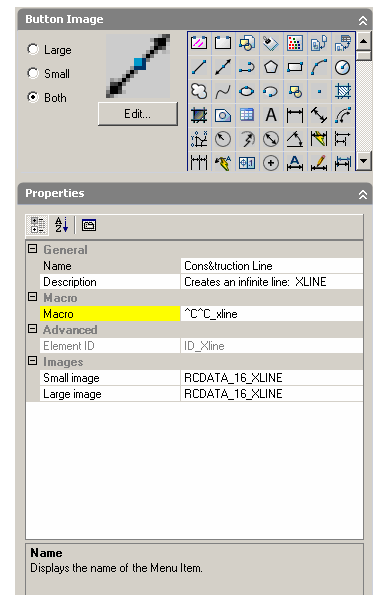 Button Image
Large
Small
Both
Edit...
A
A
Properties
General
Name Cons&truction Line
Description Creates an infinite line: XLINE
Macro
Macro ^C^C_xline
Advanced
Element ID ID_Xline
Images
Small image RCDATA_16_XLINE
Large image RCDATA_16_XLINE
Name
Displays the name of the Menu Item.